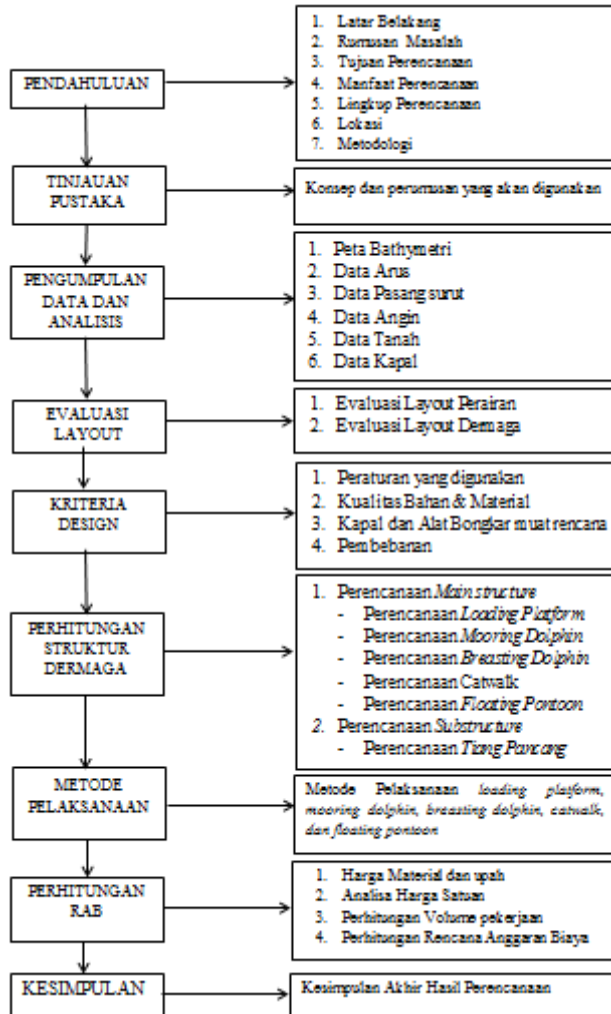 PENDAHULUAN
1. Latar Belakang
2. Rumusan Masalah
3. Tujuan Perencanaan
4. Manfaat Perencanaan
5. Lingkup Perencanaan
6. Lokasi
7. Metodologi
TINJAUAN
PUSTAKA
Konsep dan perumusan yang akan digunakan
PENGUMPULAN
DATA DAN
ANALISIS
1. Peta Bathymetri
2. Data Arus
3. Data Pasang surut
4. Data Angin
5. Data Tanah
6. Data Kapal
EVALUASI
LAYOUT
1. Evaluasi Layout Perairan
2. Evaluasi Layout Dermaga
KRITERIA
DESIGN
1. Peraturan yang digunakan
2. Kualitas Bahan & Material
3. Kapal dan Alat Bongkar muat rencana
4. Pembebanan
PERHITUNGAN
STRUKTUR
DERMAGA
1. Perencanaan Main structure
- Perencanaan Loading Platform
- Perencanaan Mooring Dolphin
- Perencanaan Breasting Dolphin
- Perencanaan Catwalk
- Perencanaan Floating Pontoon
2. Perencanaan Substructure
- Perencanaan Tiang Pancang
METODE
PELAKSANAAN
Metode Pelaksanaan loading platform,
mooring dolphin, breasting dolphin, catwalk,
dan floating pontoon
PERHITUNGAN
RAB
1. Harga Material dan upah
2. Analisa Harga Satuan
3. Perhitungan Volume pekerjaan
4. Perhitungan Rencana Anggaran Biaya
KESIMPULAN
Kesimpulan Akhir Hasil Perencanaan